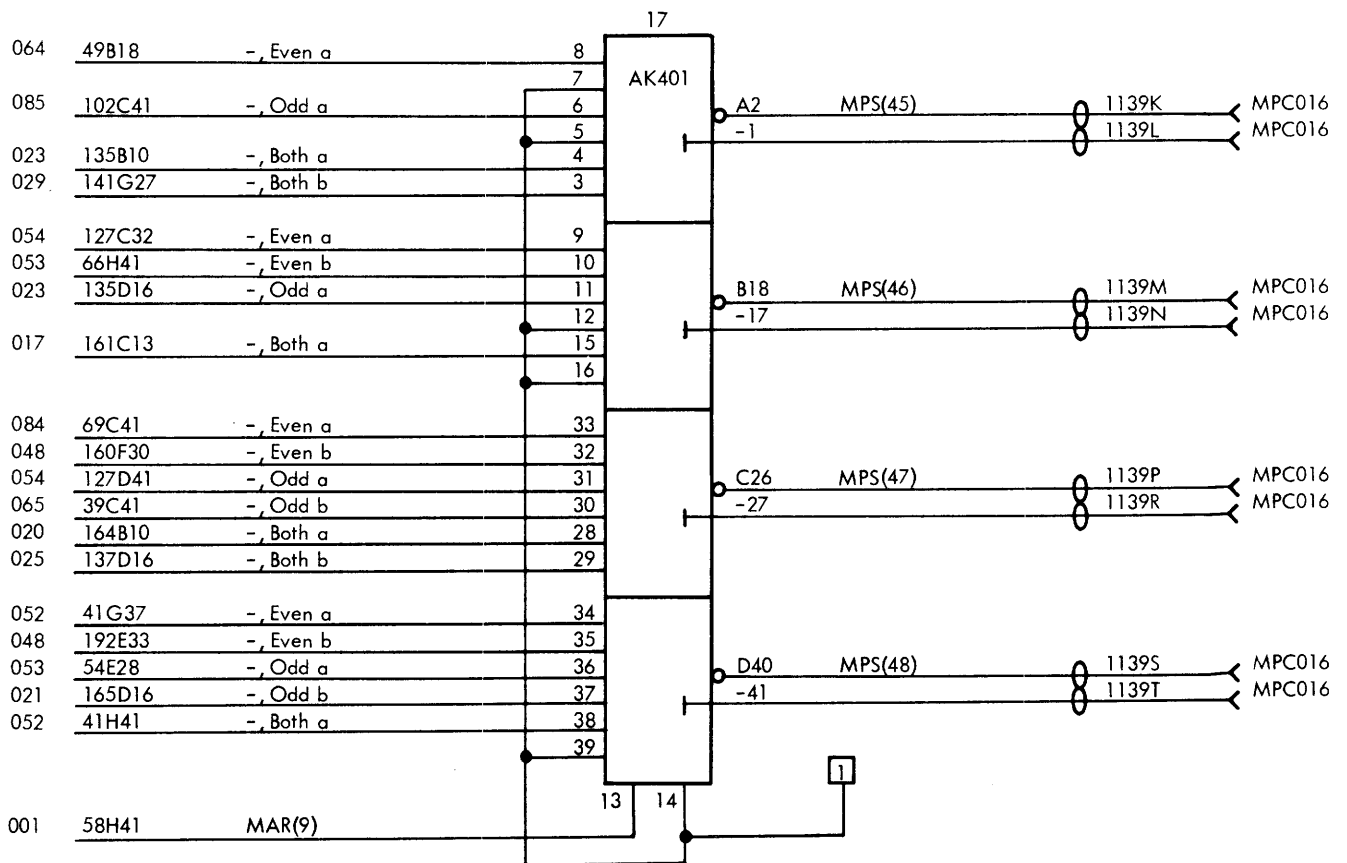 17
AK401
064 49B18 -, Even a 8
7
085 102C41 -, Odd a 6
5
023 135B10 -, Both a 4
029 141G27 -, Both b 3
A2 MPS(45) 1139K MPC016
-1 1139L MPC016
054 127C32 -, Even a 9
053 66H41 -, Even b 10
023 135D16 -, Odd a 11
12
017 161C13 -, Both a 15
16
B18 MPS(46) 1139M MPC016
-17 1139N MPC016
084 69C41 -, Even a 33
048 160F30 -, Even b 32
054 127D41 -, Odd a 31
065 39C41 -, Odd b 30
020 164B10 -, Both a 28
025 137D16 -, Both b 29
C26 MPS(47) 1139P MPC016
-27 1139R MPC016
052 41G37 -, Even a 34
048 192E33 -, Even b 35
053 54E28 -, Odd a 36
021 165D16 -, Odd b 37
052 41H41 -, Both a 38
39
D40 MPS(48) 1139S MPC016
-41 1139T MPC016
1
13 14
001 58H41 MAR(9)